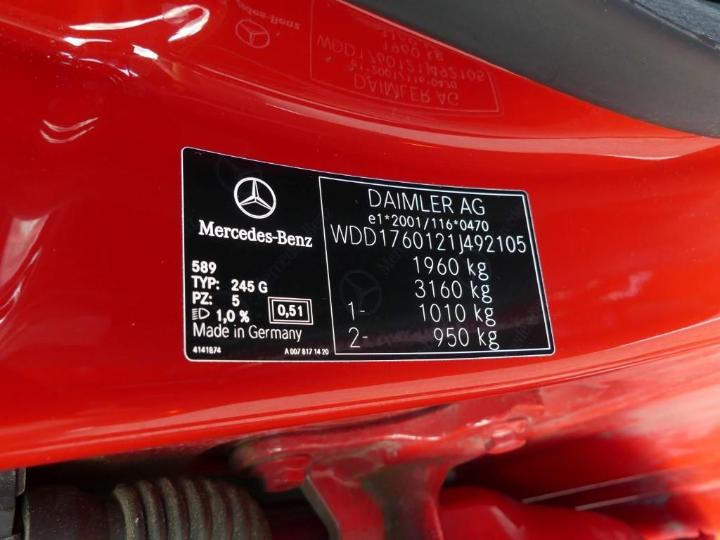 Mercedes-Benz
589
TYP: 245 G
PZ: 5
1,0 % 0,51
Made in Germany
4141874 A 007 817 14 20
DAIMLER AG
e1*2001/116*0470
WDD1760121J492105
1960 kg
3160 kg
1- 1010 kg
2- 950 kg